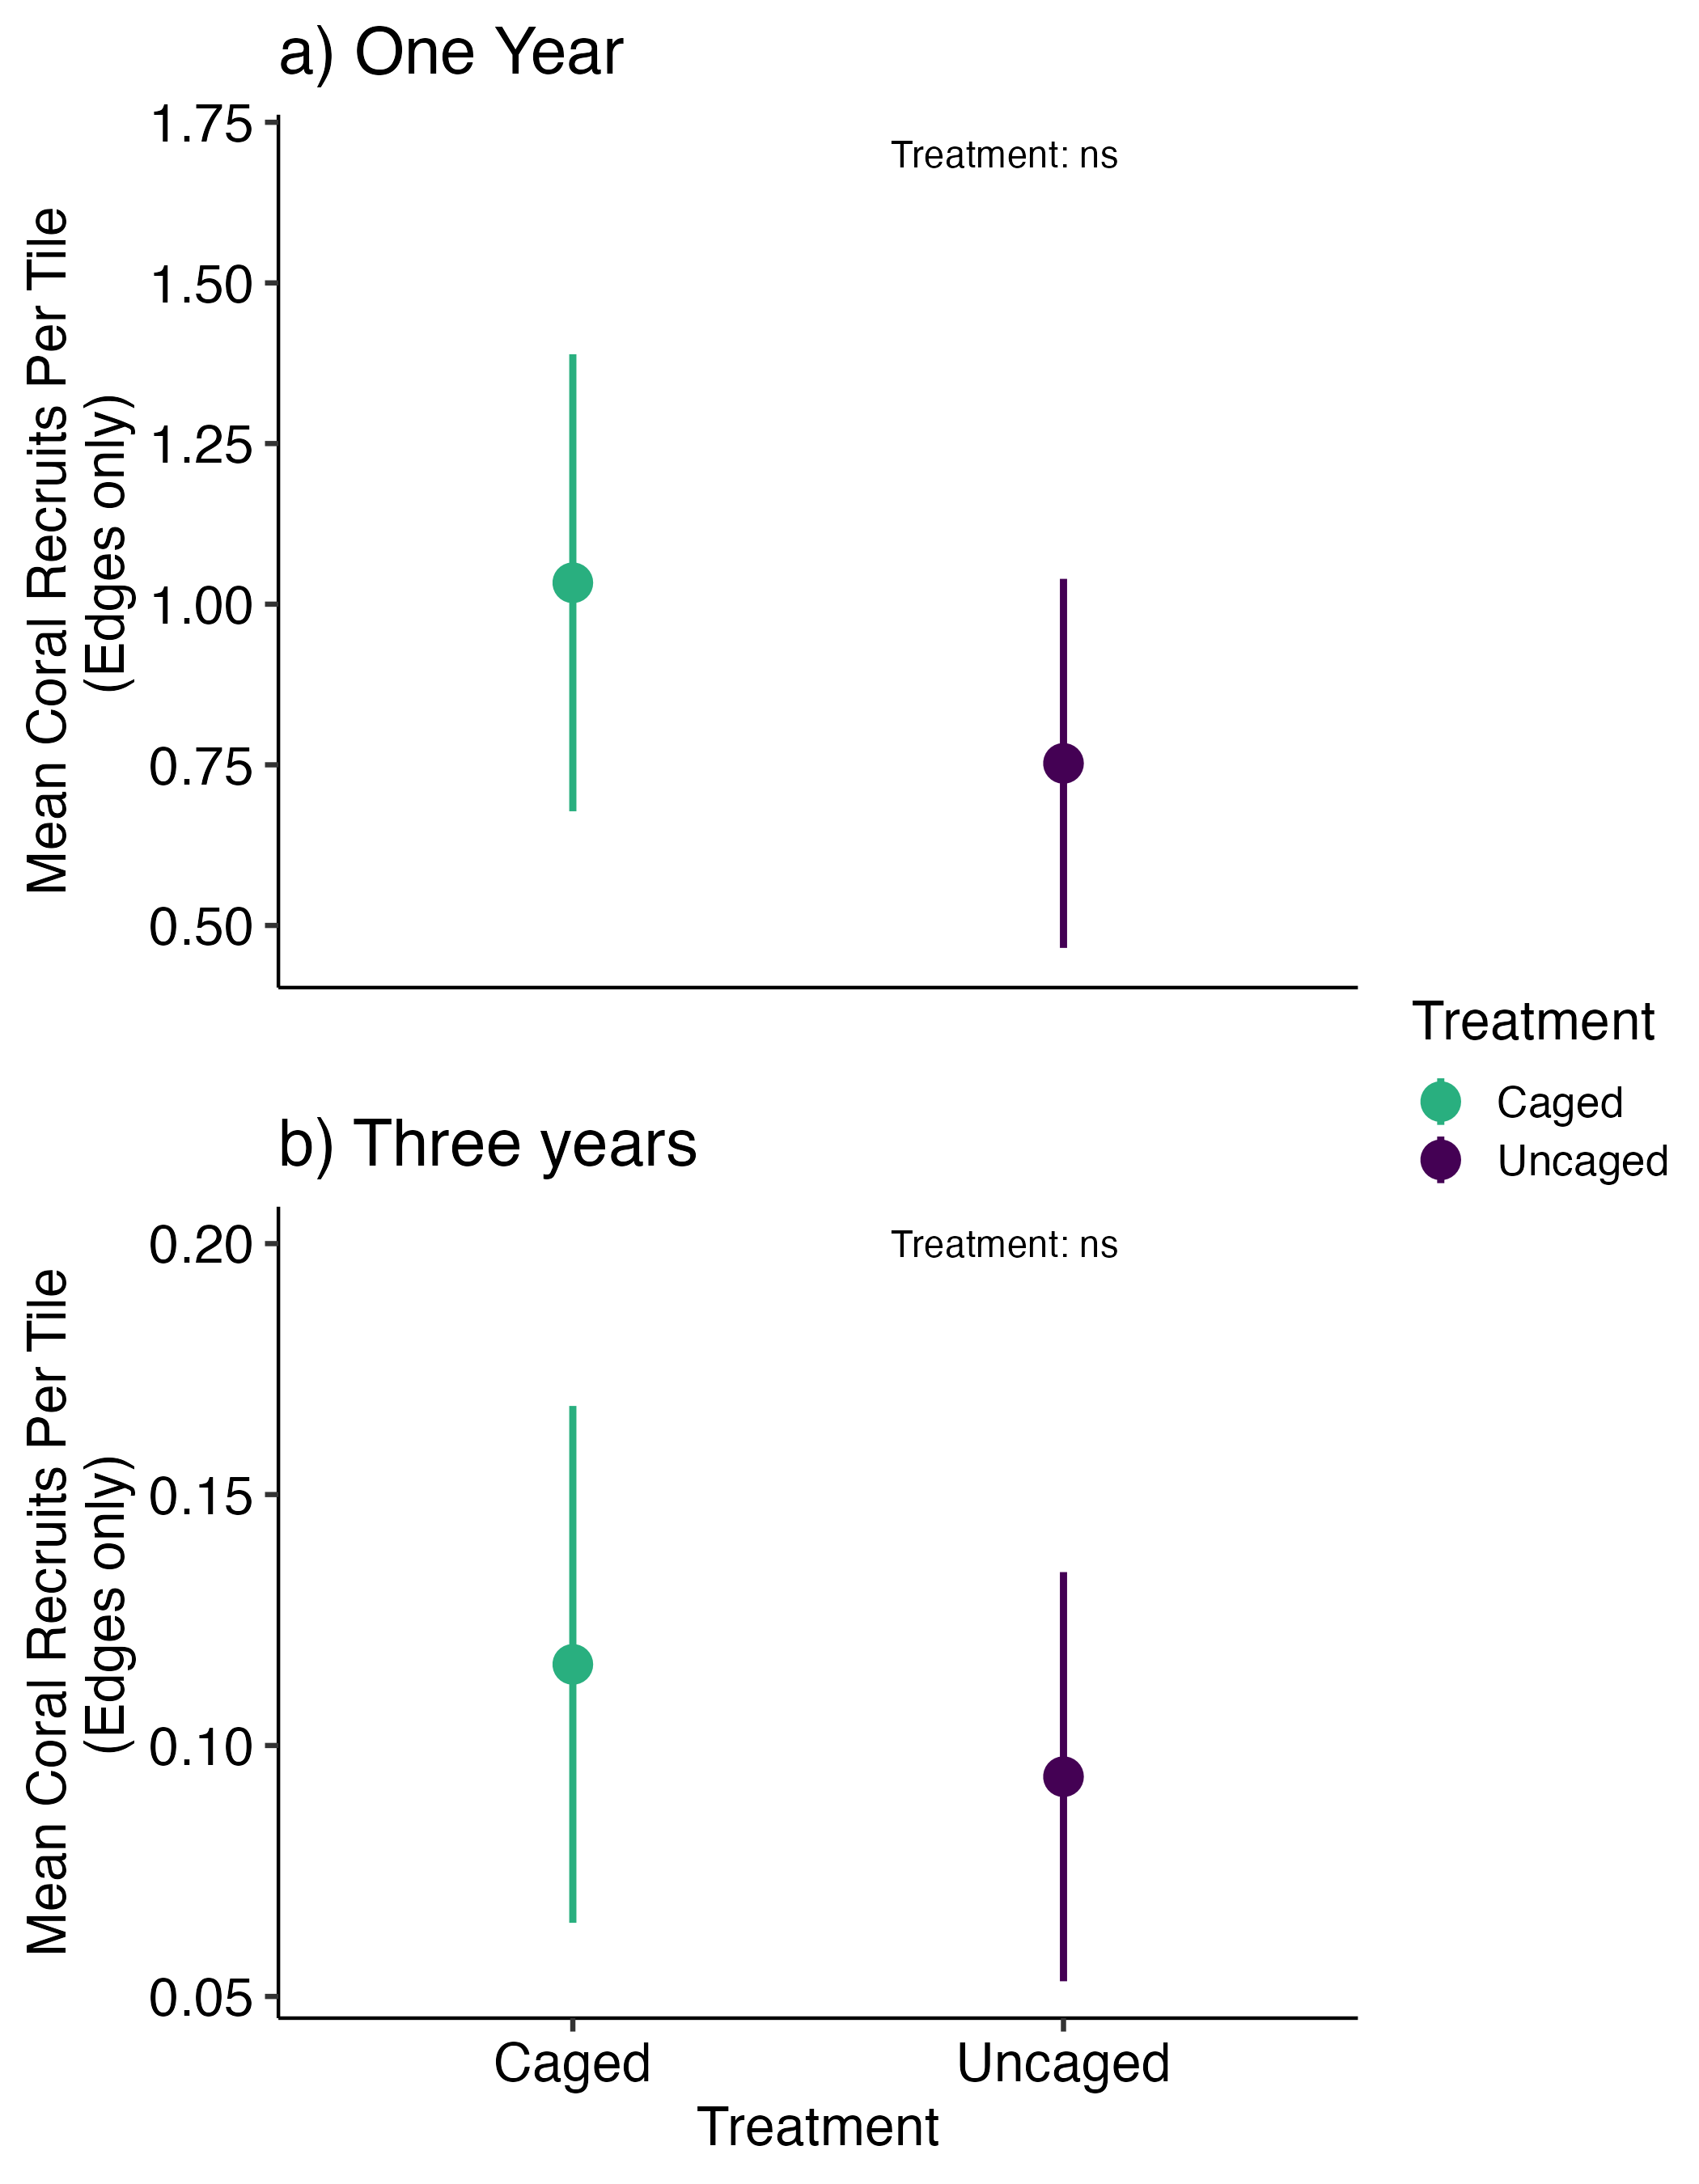 a) One Year
Mean Coral Recruits Per Tile
(Edges only)
1.75
1.50
1.25
1.00
0.75
0.50
Treatment: ns
Treatment
Caged
Uncaged
b) Three years
Mean Coral Recruits Per Tile
(Edges only)
0.20
0.15
0.10
0.05
Treatment: ns
Caged
Uncaged
Treatment